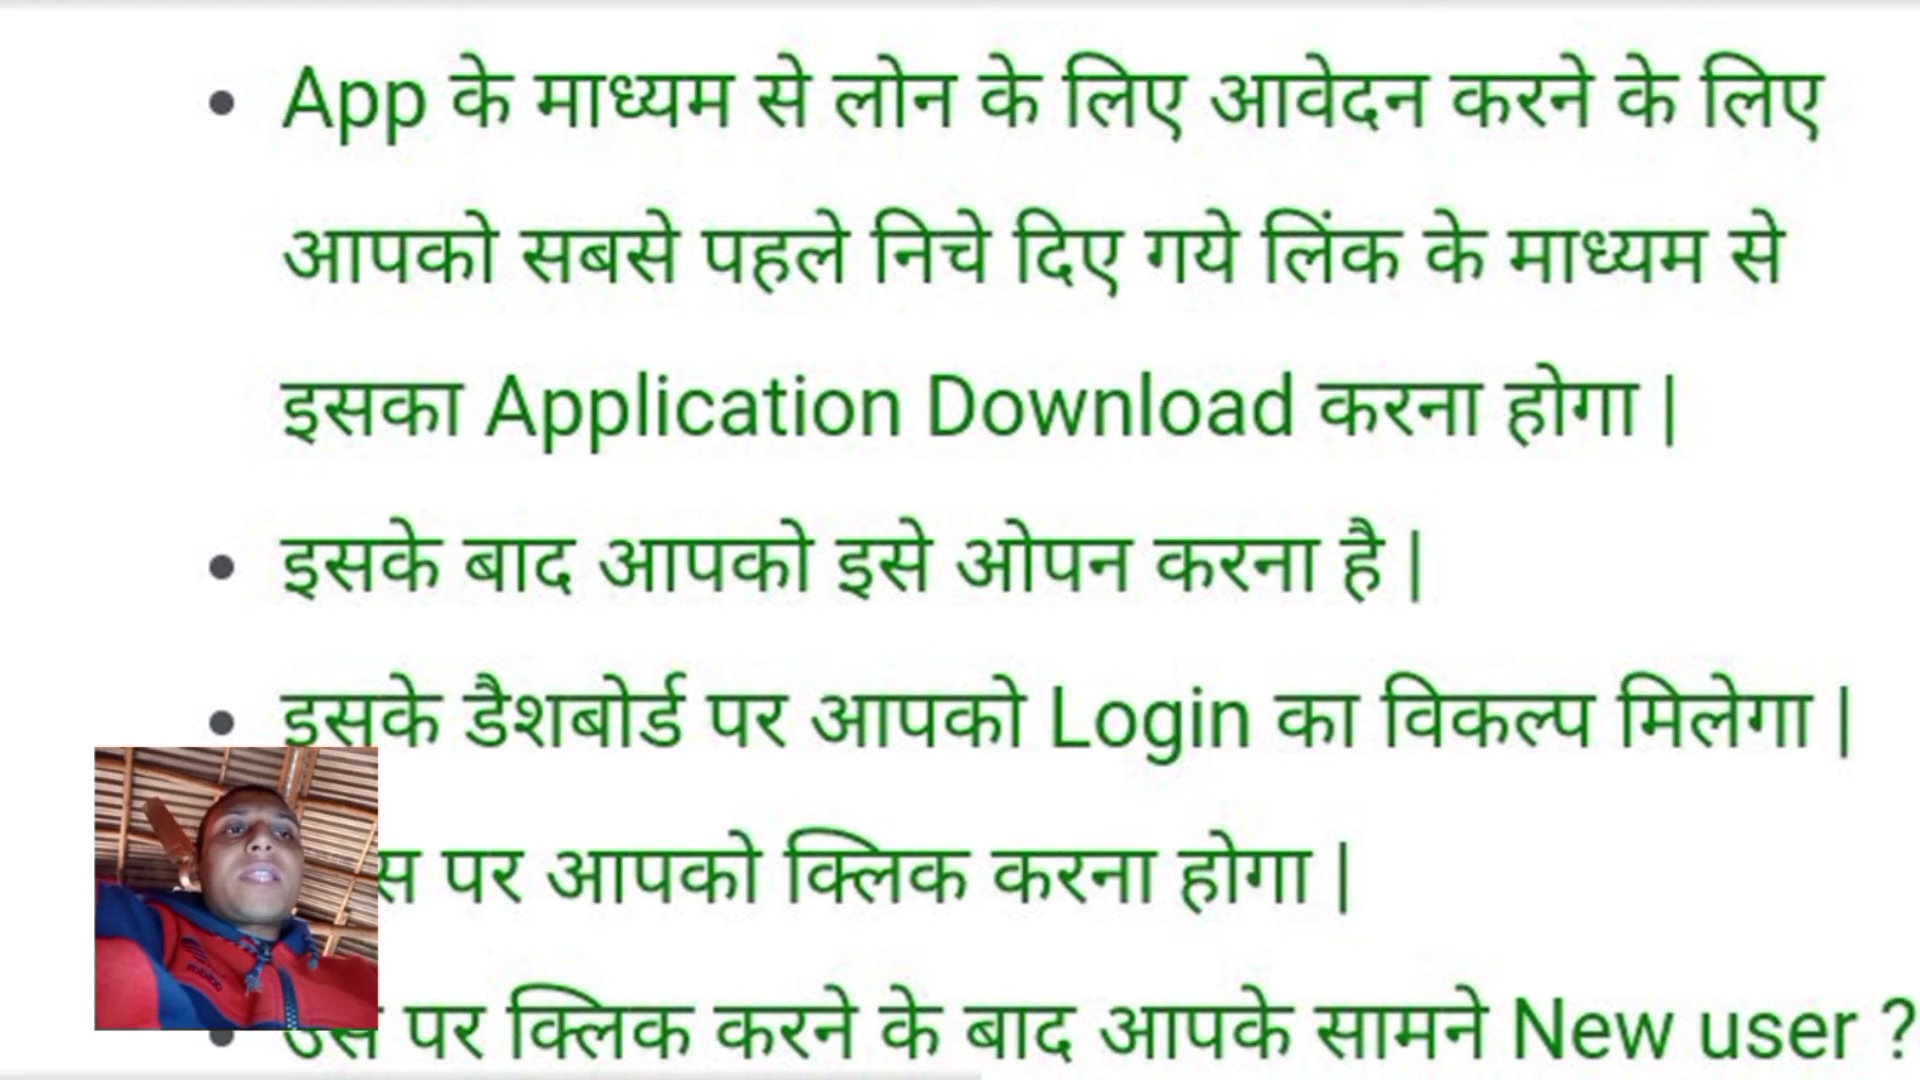 App के माध्यम से लोन के लिए आवेदन करने के लिए
आपको सबसे पहले निचे दिए गये लिंक के माध्यम से
इसका Application Download करना होगा |
इसके बाद आपको इसे ओपन करना है |
इसके डैशबोर्ड पर आपको Login का विकल्प मिलेगा |
पर आपको क्लिक करना होगा |
उस पर क्लिक करने के बाद आपके सामने New user ?